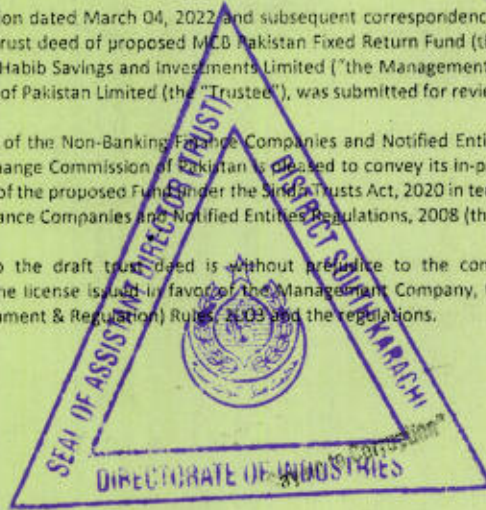 ion dated March 04, 2022 and subsequent correspondenc
rust deed of proposed MCB Pakistan Fixed Return Fund (th
Habib Savings and Investments Limited ("the Management
of Pakistan Limited (the "Trustee"), was submitted for revie
of the Non-Banking Finance Companies and Notified Entit
hange Commission of Pakistan is pleased to convey its in-p
of the proposed Fund under the Sindh Trusts Act, 2020 in te
ance Companies and Notified Entities Regulations, 2008 (th
o the draft trust deed is without prejudice to the con
he license issued in favor of the Management Company,
ment & Regulation) Rules, 2003 and the regulations.
SEAL OF ASSISTANT DIRECTOR (TRUST)
DISTRICT SOUTH KARACHI
DIRECTORATE OF INDUSTRIES
to Corruption"